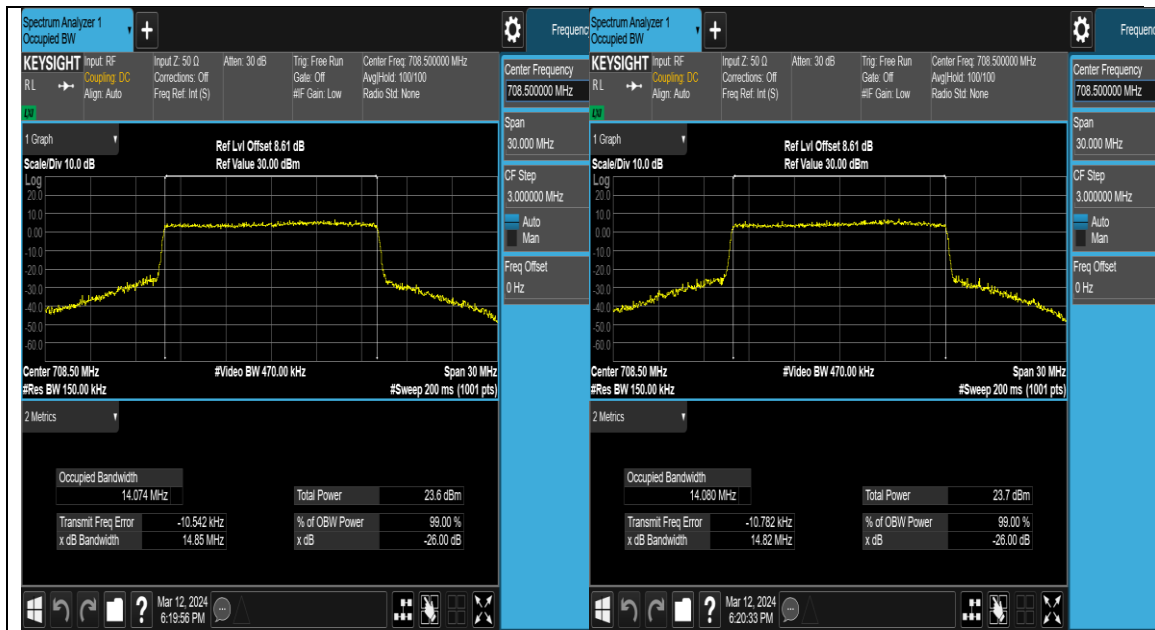 Spectrum Analyzer 1
Occupied BW
+
Frequenc
KEYSIGHT
R L
LXI
Input: RF
Coupling: DC
Align: Auto
Input Z: 50 Ω
Corrections: Off
Freq Ref: Int (S)
Atten: 30 dB
Trig: Free Run
Gate: Off
#IF Gain: Low
Center Freq: 708.500000 MHz
Avg|Hold: 100/100
Radio Std: None
Center Frequency
708.500000 MHz
Span
30.000 MHz
CF Step
3.000000 MHz
Auto
Man
Freq Offset
0 Hz
1 Graph
Scale/Div 10.0 dB
Ref Lvl Offset 8.61 dB
Ref Value 30.00 dBm
Log
20.0
10.0
0.00
-10.0
-20.0
-30.0
-40.0
-50.0
-60.0
Center 708.50 MHz
#Video BW 470.00 kHz
Span 30 MHz
#Res BW 150.00 kHz
#Sweep 200 ms (1001 pts)
2 Metrics
Occupied Bandwidth
14.074 MHz
Total Power 23.6 dBm
Transmit Freq Error -10.542 kHz
% of OBW Power 99.00 %
x dB Bandwidth 14.85 MHz
x dB -26.00 dB
?
Mar 12, 2024
6:19:56 PM
Spectrum Analyzer 1
Occupied BW
+
Frequenc
KEYSIGHT
R L
LXI
Input: RF
Coupling: DC
Align: Auto
Input Z: 50 Ω
Corrections: Off
Freq Ref: Int (S)
Atten: 30 dB
Trig: Free Run
Gate: Off
#IF Gain: Low
Center Freq: 708.500000 MHz
Avg|Hold: 100/100
Radio Std: None
Center Frequency
708.500000 MHz
Span
30.000 MHz
CF Step
3.000000 MHz
Auto
Man
Freq Offset
0 Hz
1 Graph
Scale/Div 10.0 dB
Ref Lvl Offset 8.61 dB
Ref Value 30.00 dBm
Log
20.0
10.0
0.00
-10.0
-20.0
-30.0
-40.0
-50.0
-60.0
Center 708.50 MHz
#Video BW 470.00 kHz
Span 30 MHz
#Res BW 150.00 kHz
#Sweep 200 ms (1001 pts)
2 Metrics
Occupied Bandwidth
14.080 MHz
Total Power 23.7 dBm
Transmit Freq Error -10.782 kHz
% of OBW Power 99.00 %
x dB Bandwidth 14.82 MHz
x dB -26.00 dB
?
Mar 12, 2024
6:20:33 PM